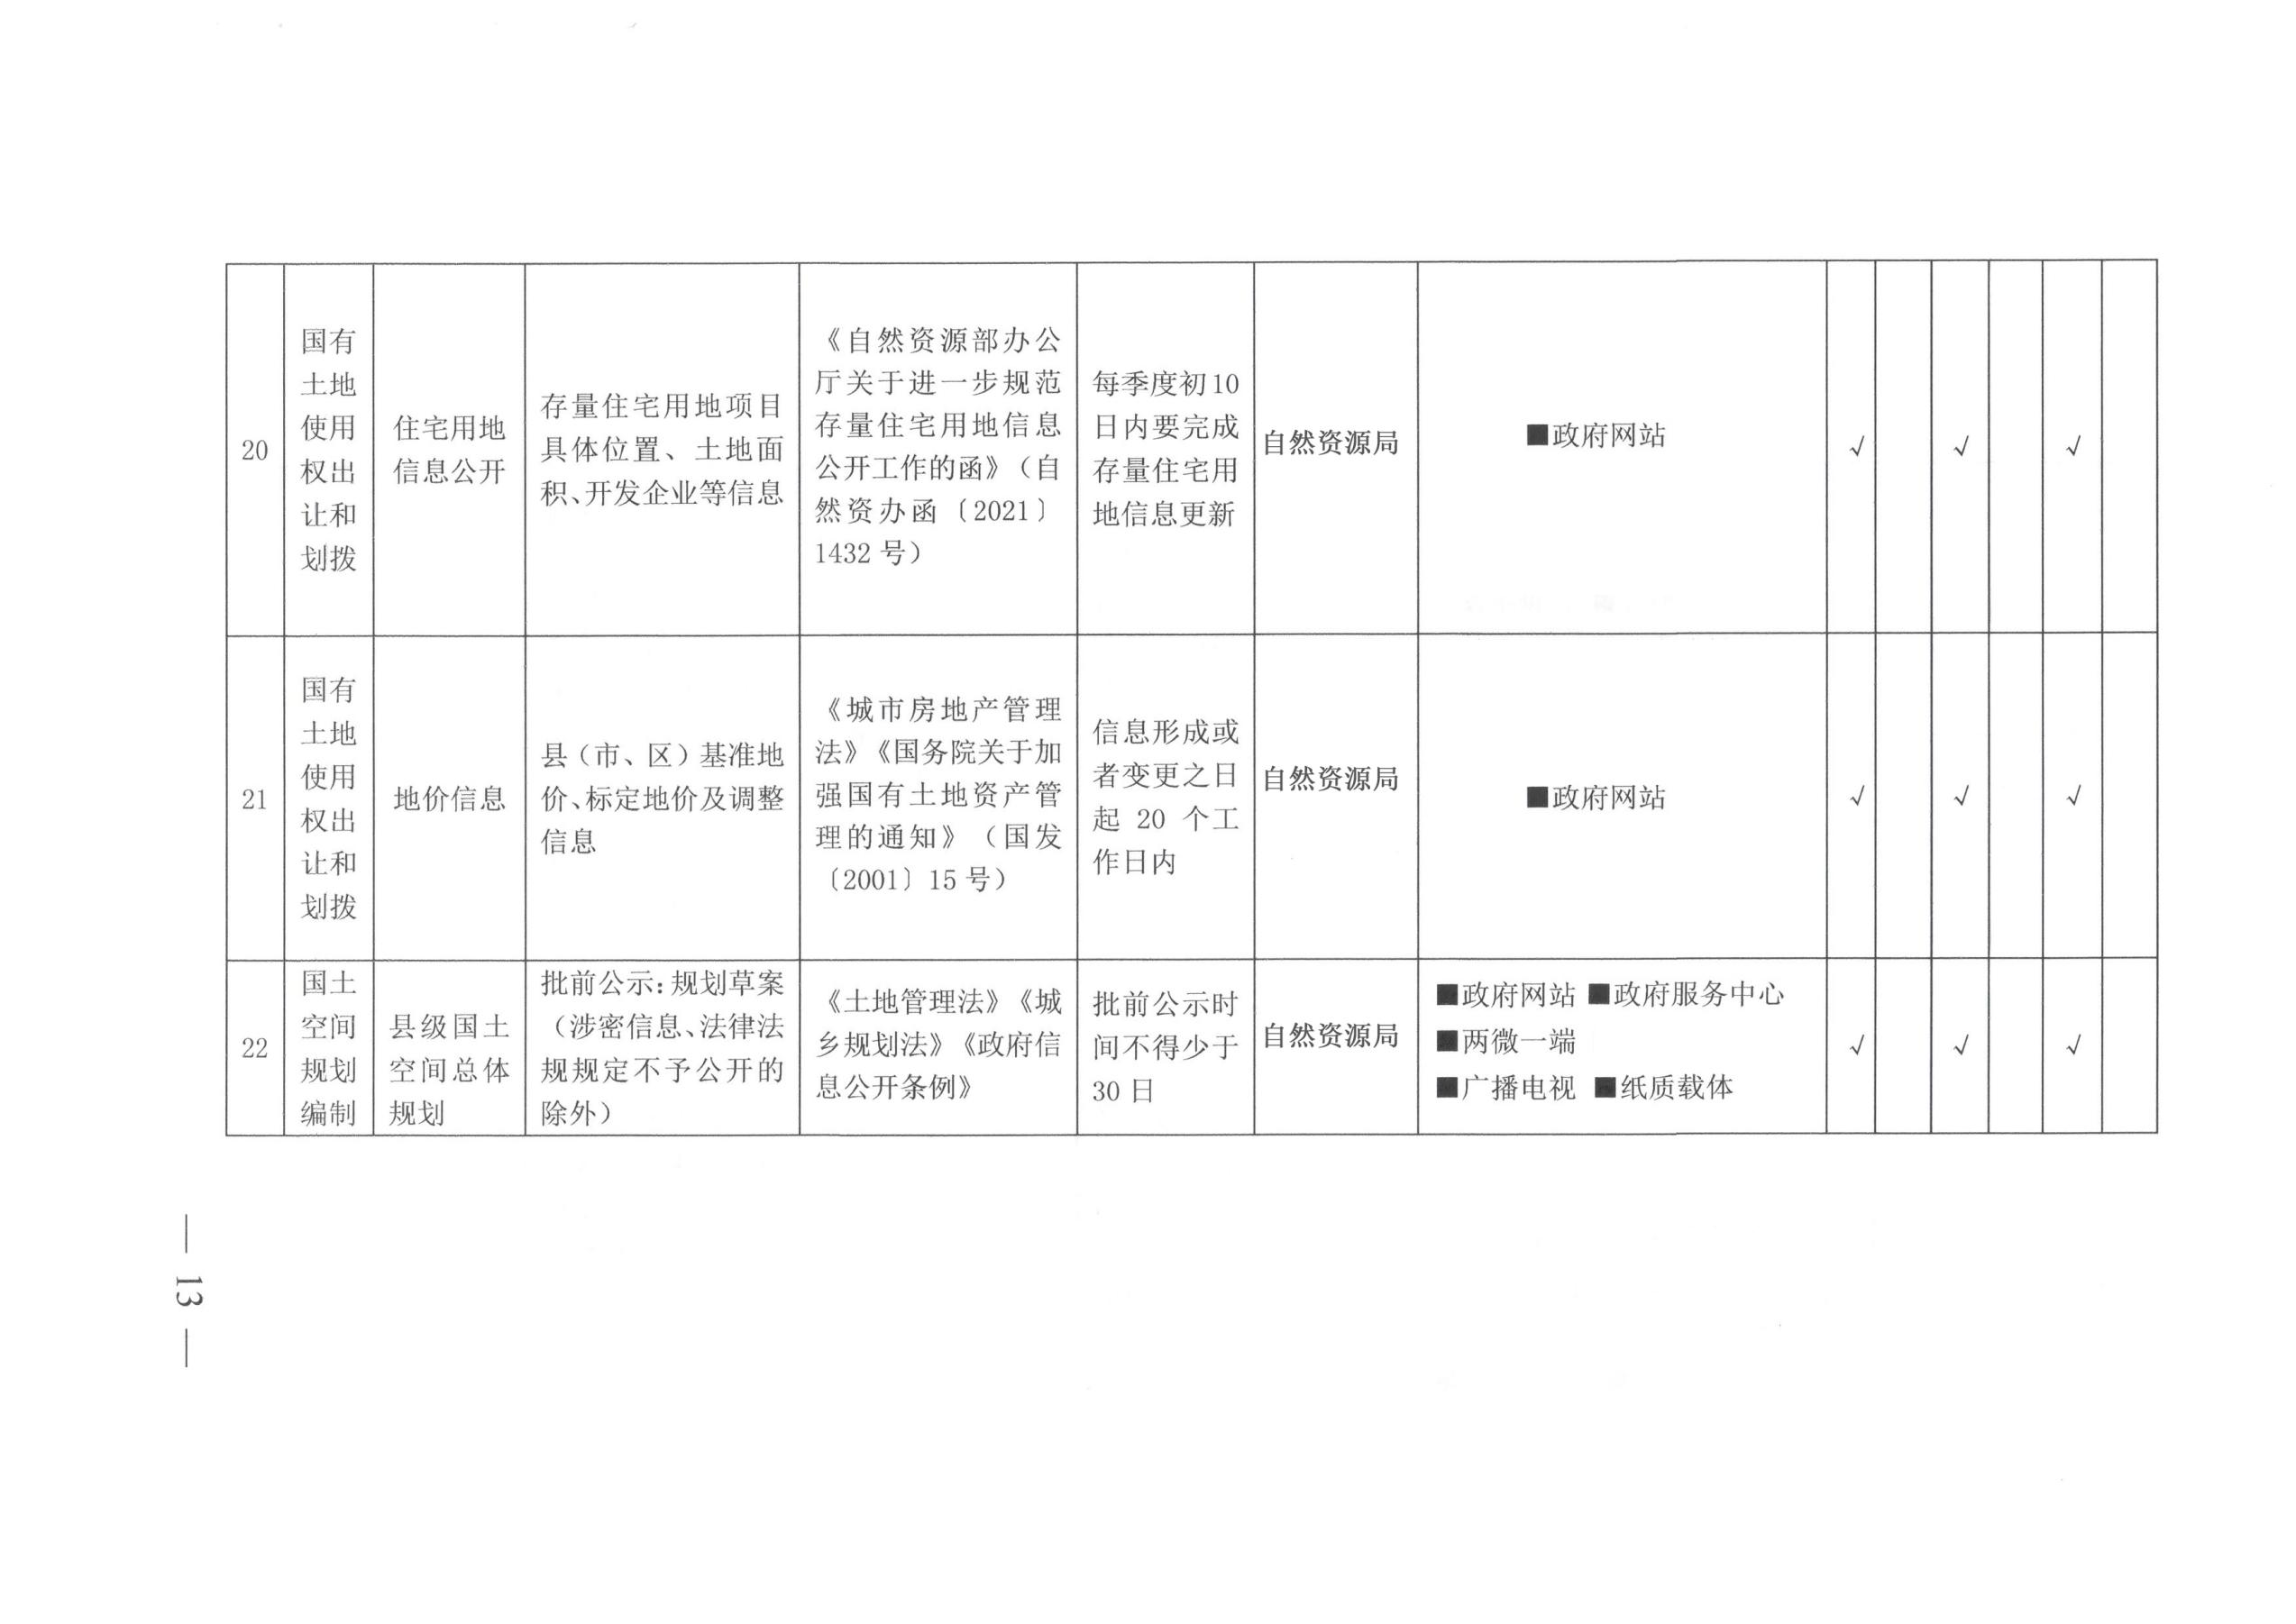 20
国有
土地
使用
权出
让和
划拨
住宅用地
信息公开
存量住宅用地项目
具体位置、土地面
积、开发企业等信息
《自然资源部办公
厅关于进一步规范
存量住宅用地信息
公开工作的函》（自
然资办函〔2021〕
1432 号）
每季度初10
日内要完成
存量住宅用
地信息更新
自然资源局
■政府网站
√
√
√
21
国有
土地
使用
权出
让和
划拨
地价信息
县（市、区）基准地
价、标定地价及调整
信息
《城市房地产管理
法》《国务院关于加
强国有土地资产管
理的通知》（国发
〔2001〕15 号）
信息形成或
者变更之日
起 20 个工
作日内
自然资源局
■政府网站
√
√
√
22
国土
空间
规划
编制
县级国土
空间总体
规划
批前公示：规划草案
（涉密信息、法律法
规规定不予公开的
除外）
《土地管理法》《城
乡规划法》《政府信
息公开条例》
批前公示时
间不得少于
30 日
自然资源局
■政府网站 ■政府服务中心
■两微一端
■广播电视 ■纸质载体
√
√
√
— 13 —